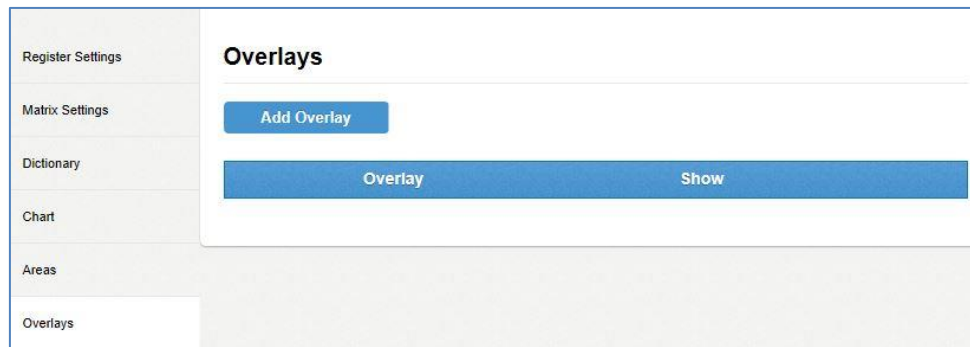 Register Settings
Matrix Settings
Dictionary
Chart
Areas
Overlays
Overlays
Add Overlay
Overlay Show